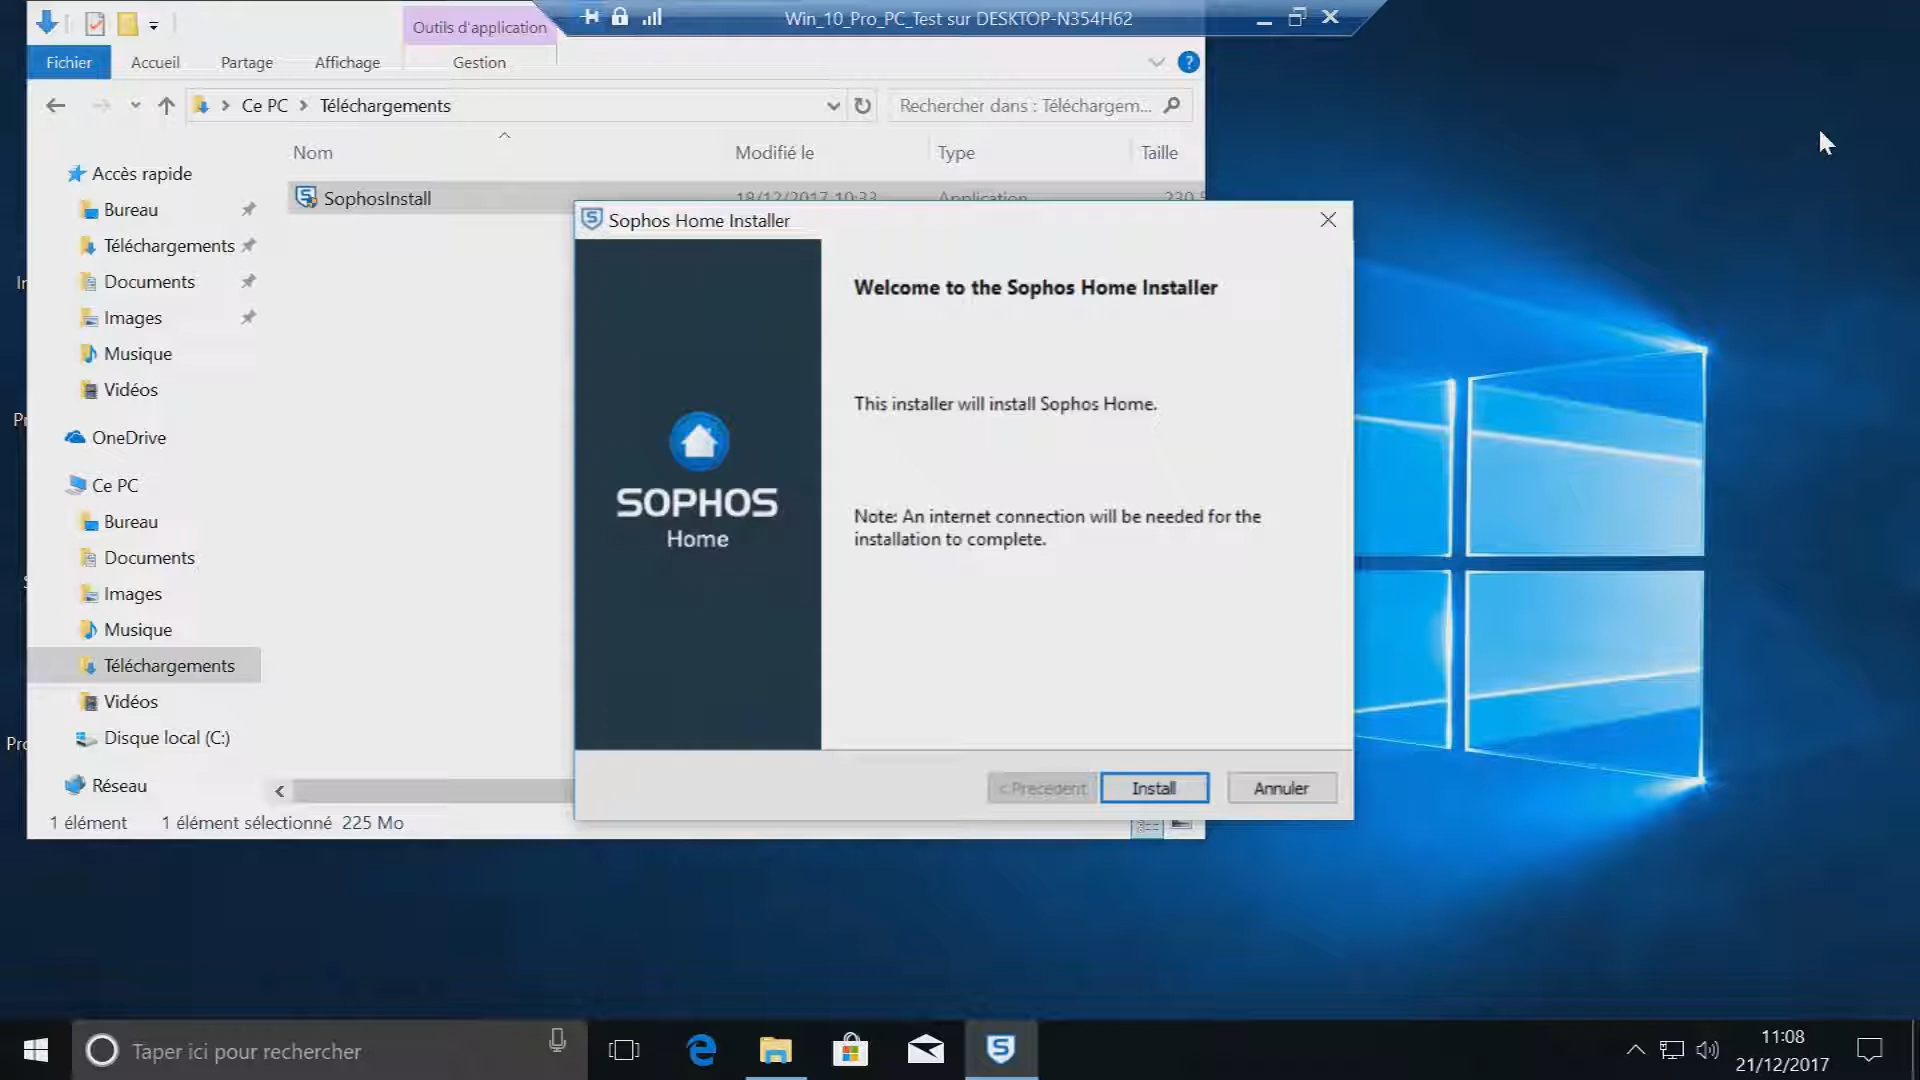 Win_10_Pro_PC_Test sur DESKTOP-N354H62
Outils d'application
Fichier
Accueil
Partage
Affichage
Gestion
Ce PC
Téléchargements
Rechercher dans : Téléchargem...
Nom
Modifié le
Type
Taille
SophosInstall
18/12/2017 10:33
Application
Accès rapide
Bureau
Téléchargements
Documents
Images
Musique
Vidéos
OneDrive
Ce PC
Bureau
Documents
Images
Musique
Téléchargements
Vidéos
Disque local (C:)
Réseau
1 élément
1 élément sélectionné 225 Mo
Sophos Home Installer
Welcome to the Sophos Home Installer
This installer will install Sophos Home.
Note: An internet connection will be needed for the
installation to complete.
SOPHOS
Home
< Précédent
Install
Annuler
Taper ici pour rechercher
11:08
21/12/2017